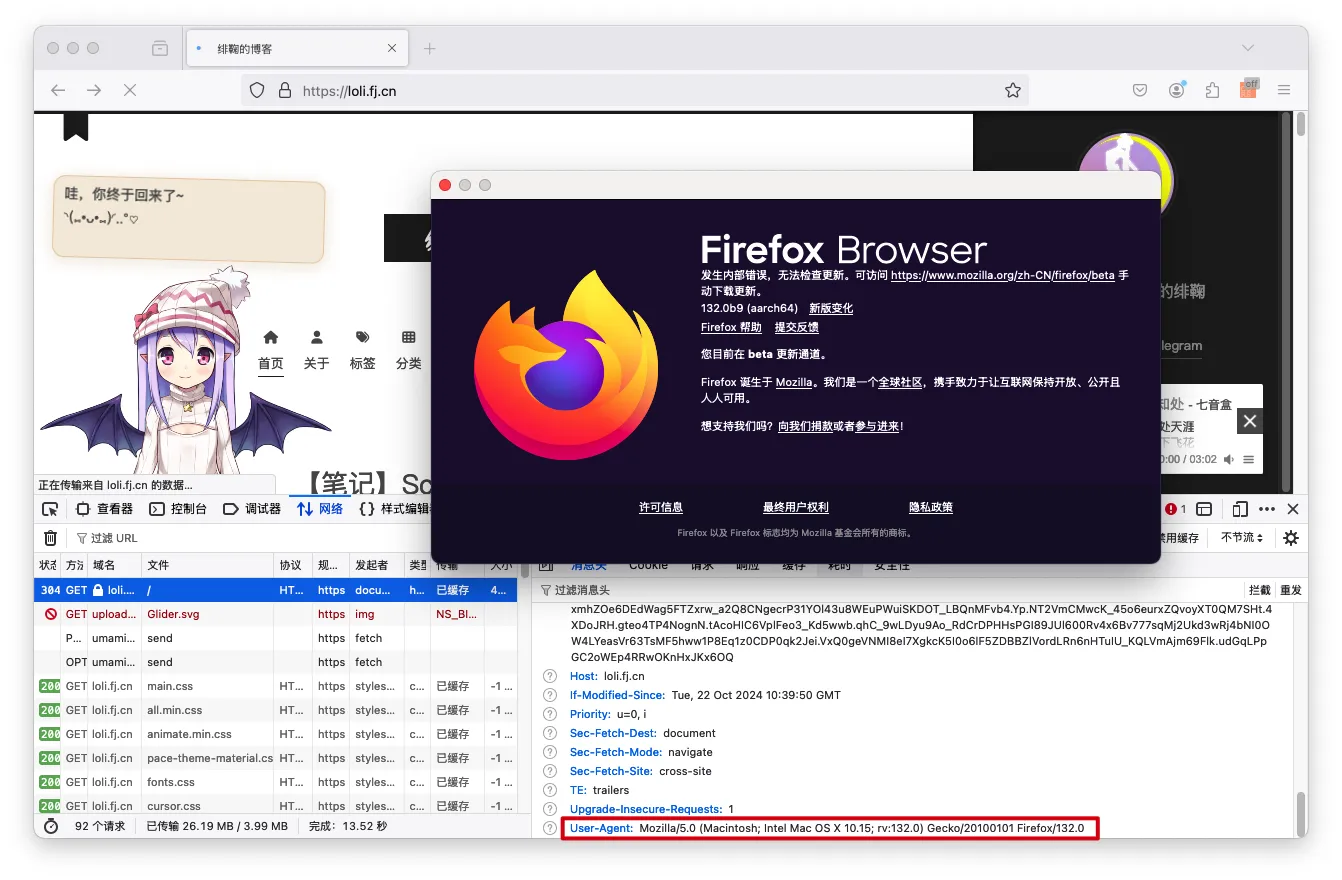 绯鞠的博客
https://loli.fj.cn
off
哇，你终于回来了~
首页
关于
标签
分类
【笔记】Sc
正在传输来自 loli.fj.cn 的数据...
的绯鞠
elegram
知处 - 七音盒
处天涯
下飞花
0:00 / 03:02
Firefox Browser
发生内部错误，无法检查更新。可访问 https://www.mozilla.org/zh-CN/firefox/beta 手
动下载更新。
132.0b9 (aarch64) 新版变化
Firefox 帮助 提交反馈
您目前在 beta 更新通道。
Firefox 诞生于 Mozilla。我们是一个全球社区，携手致力于让互联网保持开放、公开且
人人可用。
想支持我们吗？向我们捐款或者参与进来！
许可信息 最终用户权利 隐私政策
Firefox 以及 Firefox 标志均为 Mozilla 基金会所有的商标。
查看器 控制台 调试器 网络 {} 样式编辑器 1
过滤 URL 禁用缓存 不节流
状态 方法 域名 文件 协议 规... 发起者 类型 传输 大小
304 GET loli.... / HT... https docu... h... 已缓存 4...
GET upload... Glider.svg https img NS_Bl...
P... umami... send https fetch
OPT umami... send https fetch
200 GET loli.fj.cn main.css HT... https styles... c... 已缓存 -1 ...
200 GET loli.fj.cn all.min.css HT... https styles... c... 已缓存 -1 ...
200 GET loli.fj.cn animate.min.css HT... https styles... c... 已缓存 -1 ...
200 GET loli.fj.cn pace-theme-material.cs HT... https styles... c... 已缓存 -1 ...
200 GET loli.fj.cn fonts.css HT... https styles... c... 已缓存 -1 ...
200 GET loli.fj.cn cursor.css HT... https styles... c... 已缓存 -1 ...
92 个请求 已传输 26.19 MB / 3.99 MB 完成：13.52 秒
消息头 Cookie 请求 响应 缓存 耗时 安全性
过滤消息头 拦截 重发
xmhZOe6DEdWag5FTZxrw_a2Q8CNgecrP31YOl43u8WEuPWuiSKDOT_LBQnMFvb4.Yp.NT2VmCMwcK_45o6eurxZQvoyXT0QM7SHt.4
XDoJRH.gteo4TP4NognN.tAcoHlC6VpIFeo3_Kd5wwb.qhC_9wLDyu9Ao_RdCrDPHHsPGI89JUI600Rv4x6Bv777sqMj2Ukd3wRj4bNI0O
W4LYeasVr63TsMF5hww1P8Eq1z0CDP0qk2Jei.VxQ0geVNMI8el7XgkcK5I0o6IF5ZDBBZIVordLRn6nHTulU_KQLVmAjm69Flk.udGqLPp
GC2oWEp4RRwOKnHxJKx6OQ
Host: loli.fj.cn
If-Modified-Since: Tue, 22 Oct 2024 10:39:50 GMT
Priority: u=0, i
Sec-Fetch-Dest: document
Sec-Fetch-Mode: navigate
Sec-Fetch-Site: cross-site
TE: trailers
Upgrade-Insecure-Requests: 1
User-Agent: Mozilla/5.0 (Macintosh; Intel Mac OS X 10.15; rv:132.0) Gecko/20100101 Firefox/132.0